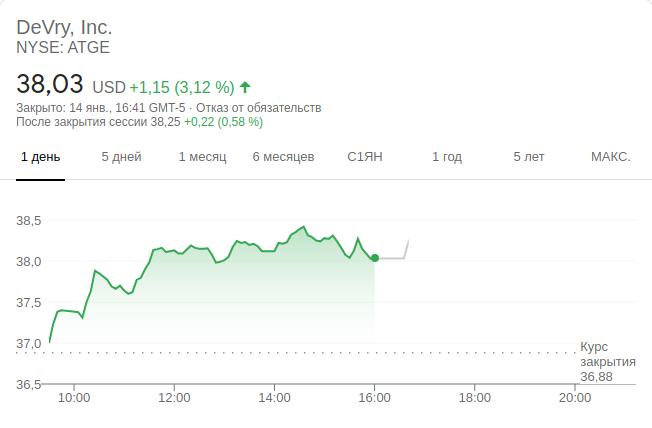 DeVry, Inc.
NYSE: ATGE
38,03 USD +1,15 (3,12 %)
Закрыто: 14 янв., 16:41 GMT-5 · Отказ от обязательств
После закрытия сессии 38,25 +0,22 (0,58 %)
1 день 5 дней 1 месяц 6 месяцев С1ЯН 1 год 5 лет МАКС.
38,5
38,0
37,5
37,0
Курс
закрытия
36,88
36,5
10:00 12:00 14:00 16:00 18:00 20:00